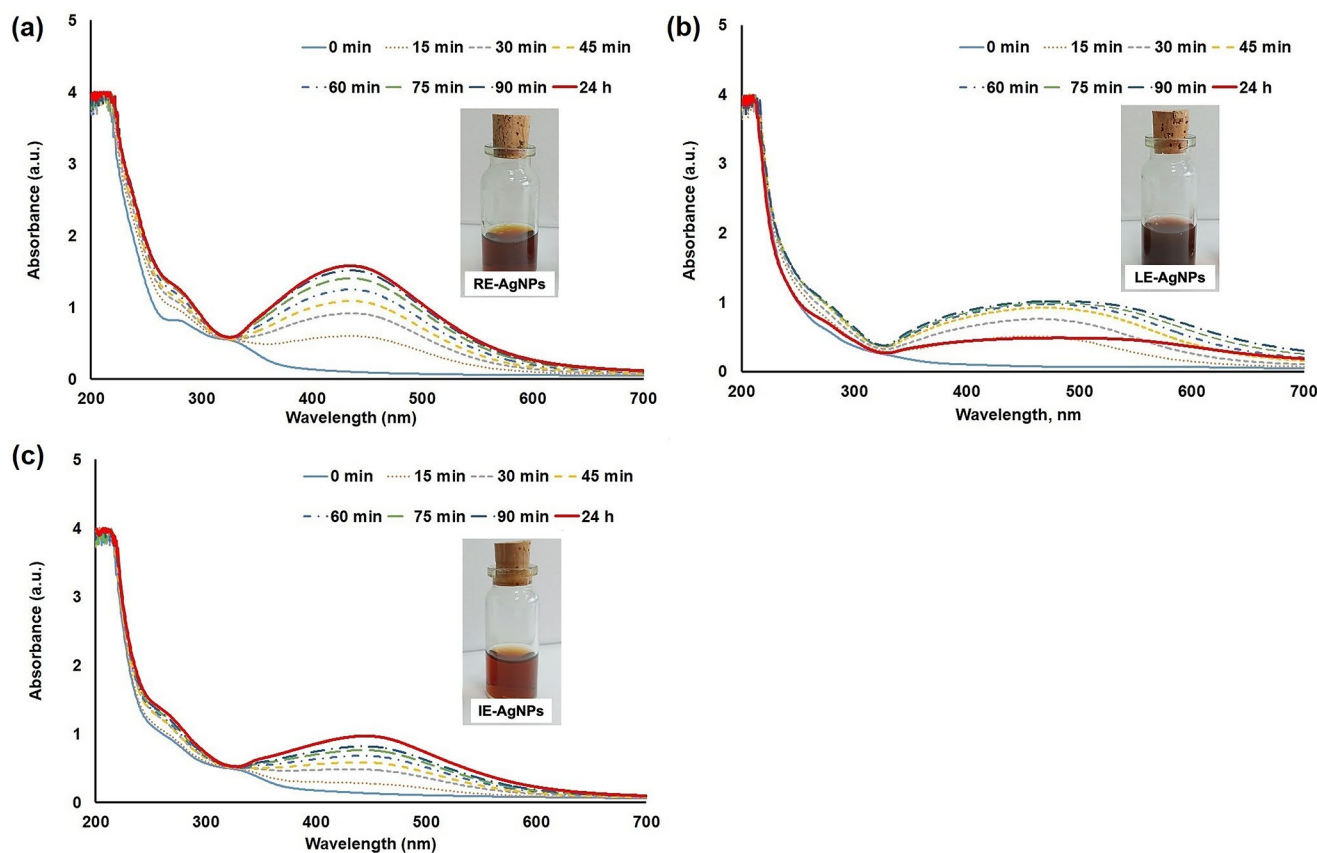 (a)
0 min 15 min 30 min 45 min
60 min 75 min 90 min 24 h
5
4
3
2
1
0
Absorbance (a.u.)
200 300 400 500 600 700
Wavelength (nm)
RE-AgNPs
(b)
0 min 15 min 30 min 45 min
60 min 75 min 90 min 24 h
5
4
3
2
1
0
Absorbance (a.u.)
200 300 400 500 600 700
Wavelength, nm
LE-AgNPs
(c)
0 min 15 min 30 min 45 min
60 min 75 min 90 min 24 h
5
4
3
2
1
0
Absorbance (a.u.)
200 300 400 500 600 700
Wavelength (nm)
IE-AgNPs